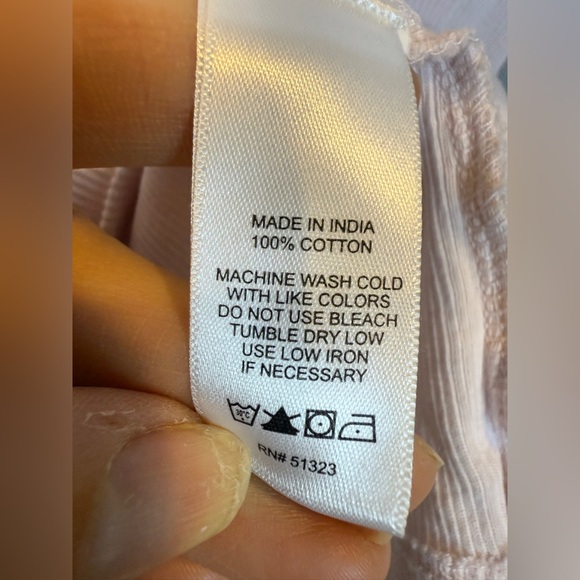 MADE IN INDIA
100% COTTON
MACHINE WASH COLD
WITH LIKE COLORS
DO NOT USE BLEACH
TUMBLE DRY LOW
USE LOW IRON
IF NECESSARY
30°C
RN# 51323